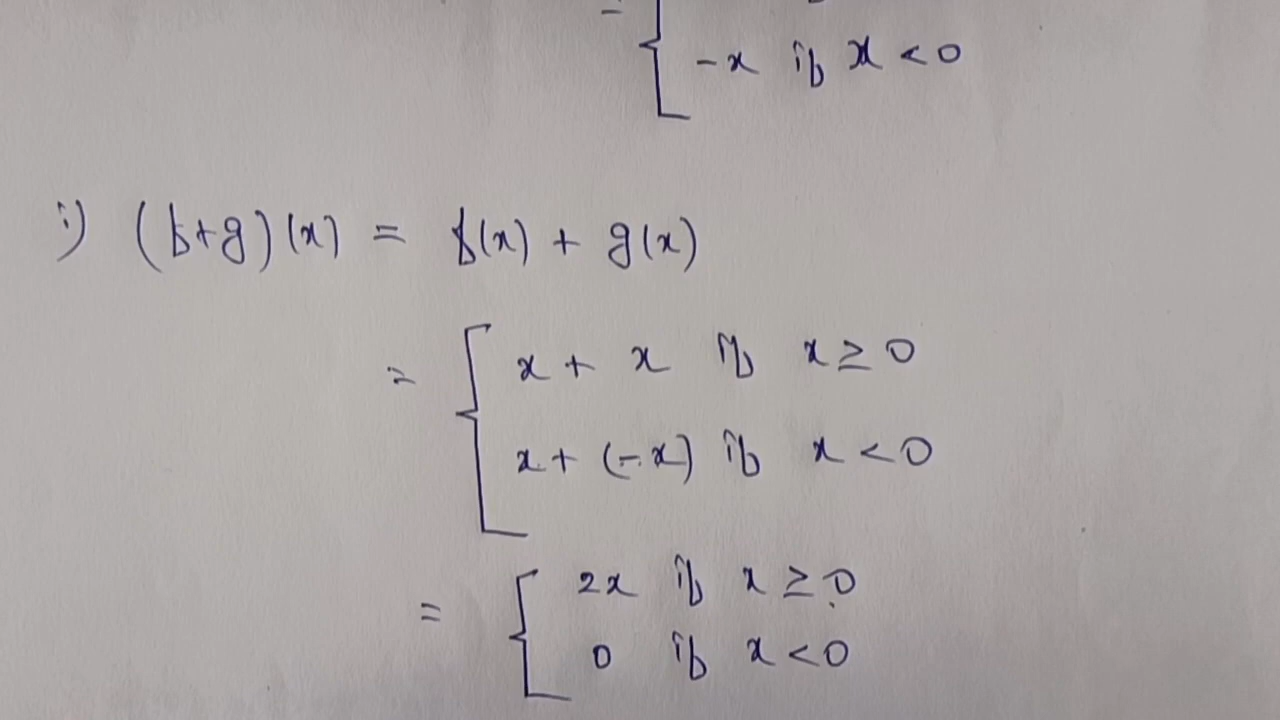 = { -x if x < 0
i) (f+g)(x) = f(x) + g(x)
= { x + x if x ≥ 0
x + (-x) if x < 0
= { 2x if x ≥ 0
0 if x < 0